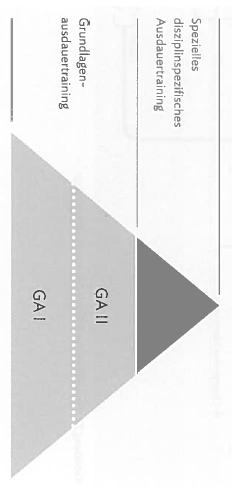 Spezielles
disziplinspezifisches
Ausdauertraining
Grundlagen-
ausdauertraining
GA II
GA I